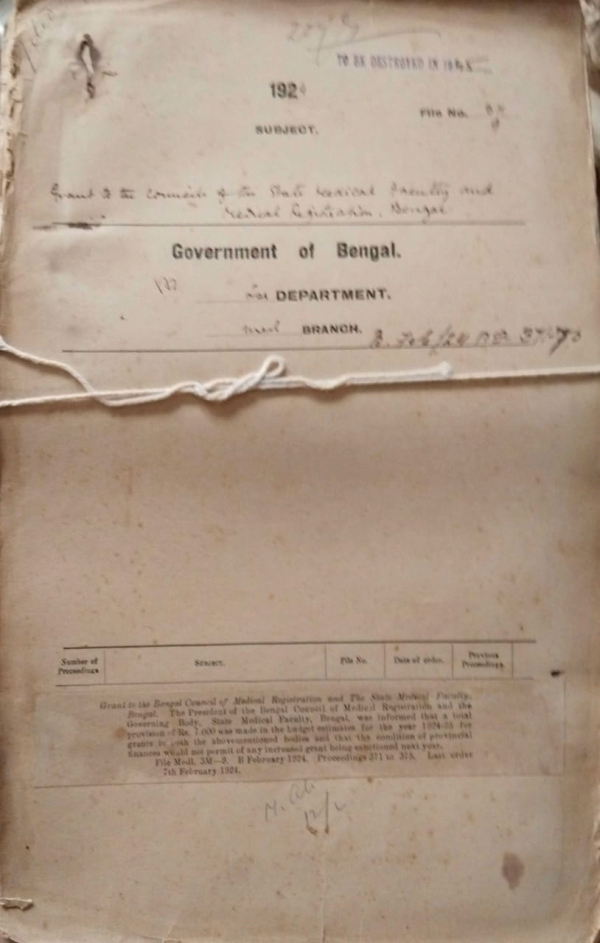 filed
TO BE DESTROYED IN 1945
192
File No.
SUBJECT.
Grant to the Councils of the State Medical Faculty and
Medical Registration, Bengal
Government of Bengal.
DEPARTMENT.
BRANCH.
B. Feb/24
Number of Proceedings.
SUBJECT.
File No.
Date of order.
Previous Proceedings.
Grant to the Bengal Council of Medical Registration and The State Medical Faculty,
Bengal. The President of the Bengal Council of Medical Registration and the
Governing Body, State Medical Faculty, Bengal, was informed that a total
provision of Rs. 7,000 was made in the budget estimates for the year 1924-25 for
grants to both the abovementioned bodies and that the condition of provincial
finances would not permit of any increased grant being sanctioned next year.
File Medl. 3M—9. B February 1924. Proceedings 371 to 375. Last order
7th February 1924.